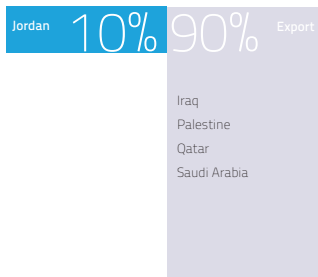 Jordan 10% 90% Export
Iraq
Palestine
Qatar
Saudi Arabia